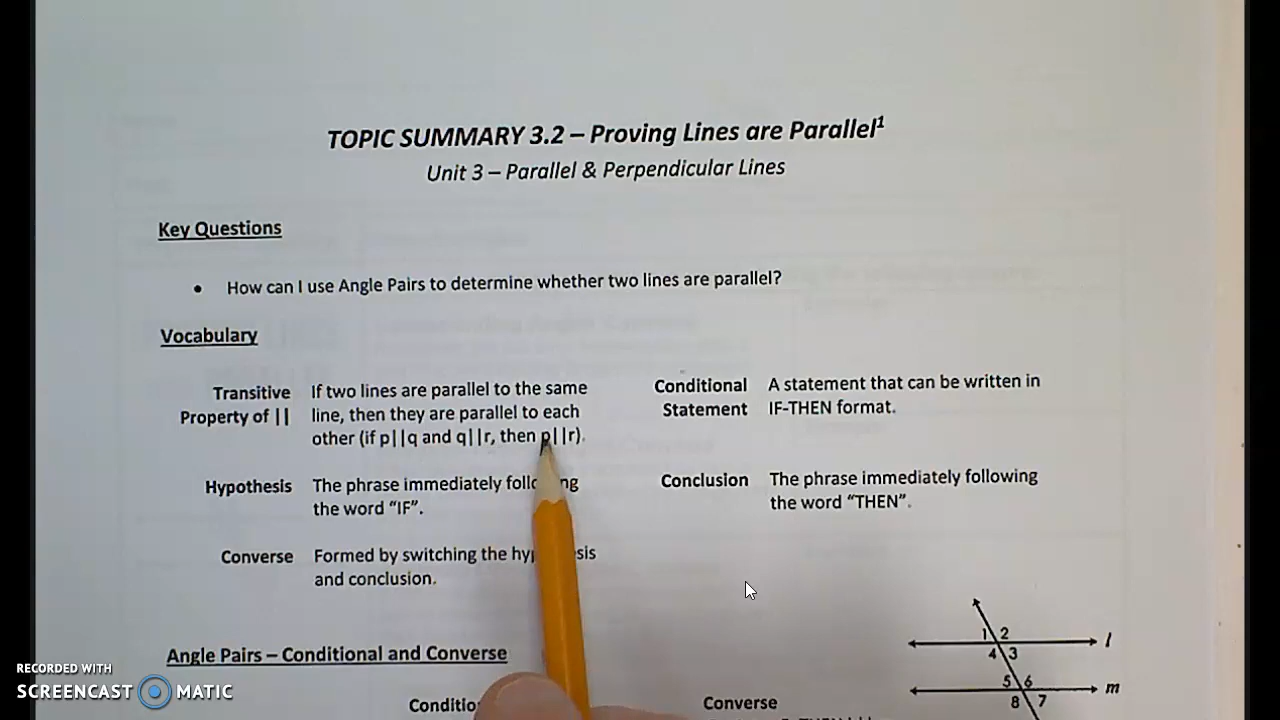 TOPIC SUMMARY 3.2 – Proving Lines are Parallel¹
Unit 3 – Parallel & Perpendicular Lines
Key Questions
• How can I use Angle Pairs to determine whether two lines are parallel?
Vocabulary
Transitive
Property of ||
If two lines are parallel to the same
line, then they are parallel to each
other (if p||q and q||r, then p||r).
Conditional
Statement
A statement that can be written in
IF-THEN format.
Hypothesis
The phrase immediately
the word “IF”.
Conclusion
The phrase immediately following
the word “THEN”.
Converse
Formed by switching the
and conclusion.
Angle Pairs – Conditional and Converse
1 2
4 3
l
5 6
8 7
m
Converse
RECORDED WITH
SCREENCAST MATIC